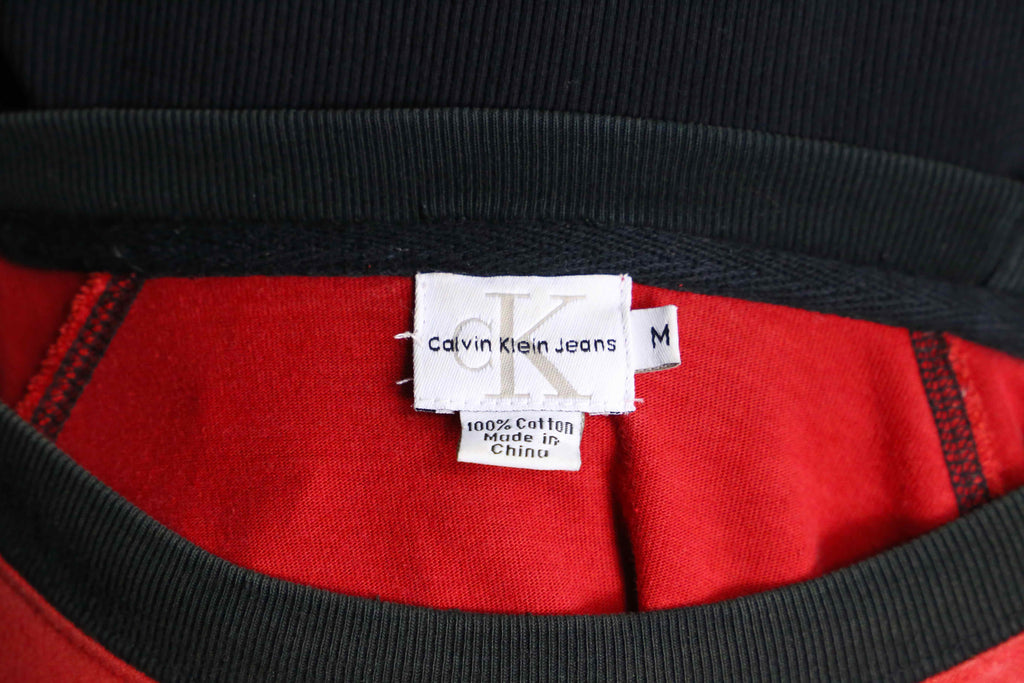 CK
Calvin Klein Jeans
M
100% Cotton
Made in
China